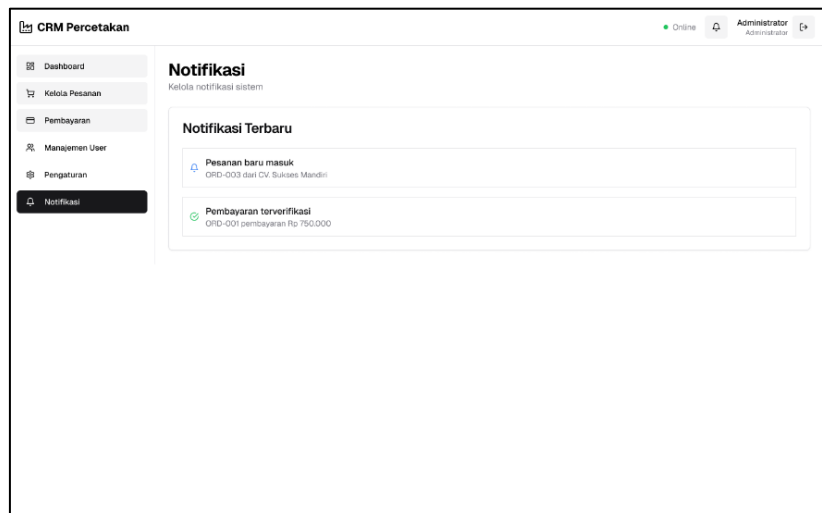 CRM Percetakan
Online
Administrator
Administrator
Dashboard
Kelola Pesanan
Pembayaran
Manajemen User
Pengaturan
Notifikasi
Notifikasi
Kelola notifikasi sistem
Notifikasi Terbaru
Pesanan baru masuk
ORD-003 dari CV. Sukses Mandiri
Pembayaran terverifikasi
ORD-001 pembayaran Rp 750.000